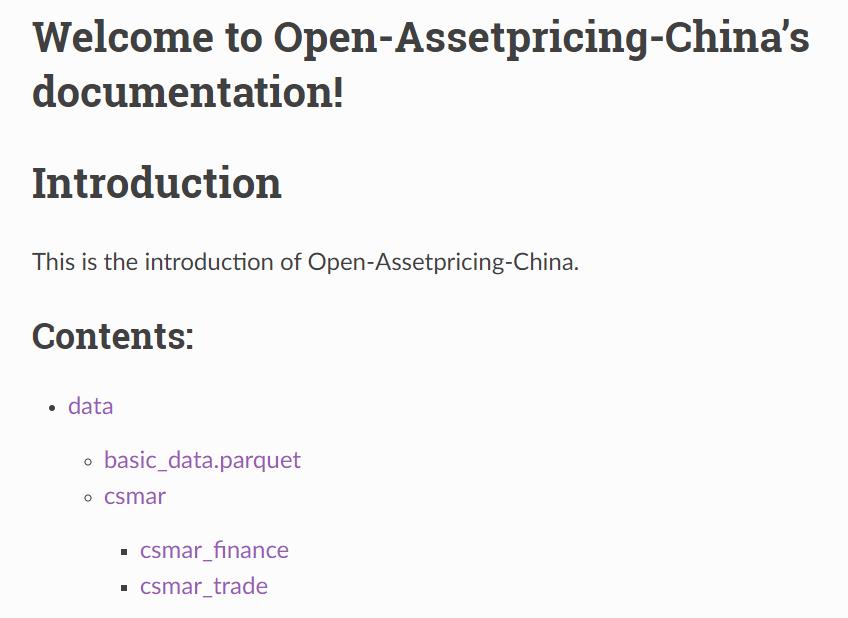 Welcome to Open-Assetpricing-China’s
documentation!
Introduction
This is the introduction of Open-Assetpricing-China.
Contents:
data
basic_data.parquet
csmar
csmar_finance
csmar_trade